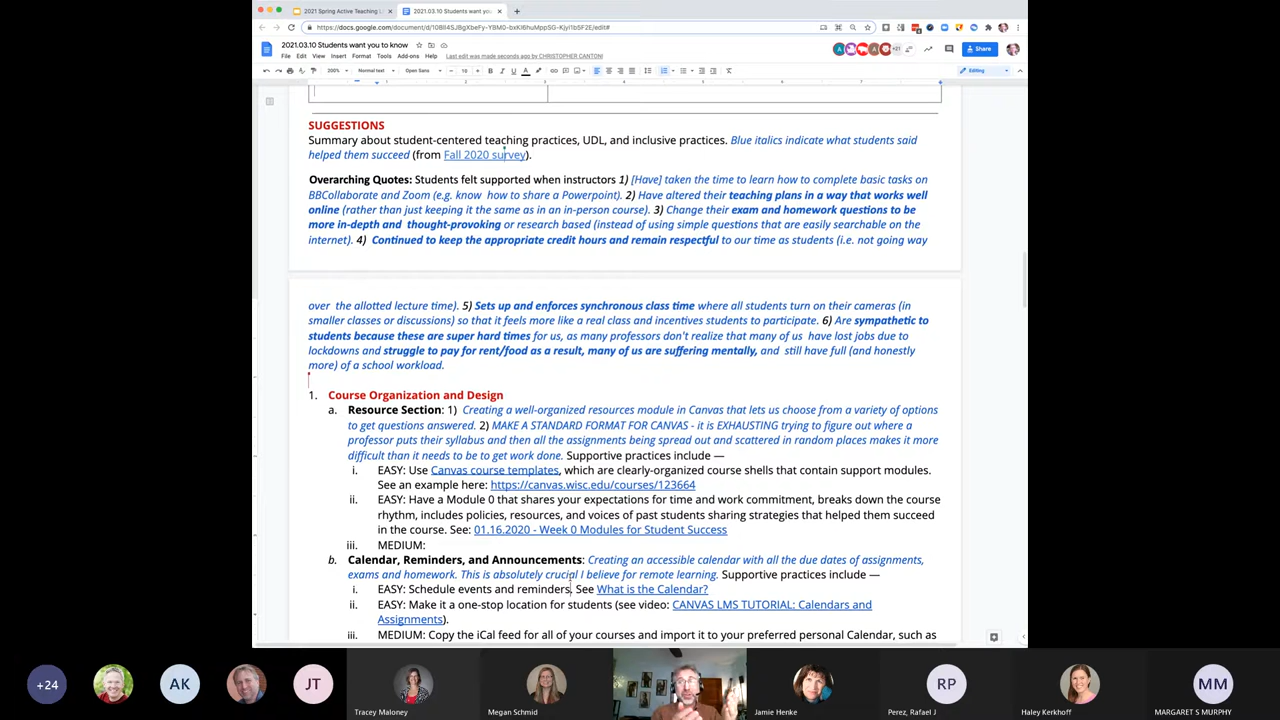 2021 Spring Active Teaching L
2021.03.10 Students want you to
https://docs.google.com/document/d/
2021.03.10 Students want you to know
File Edit View Insert Format Tools Add-ons Help Last edit was made seconds ago by CHRISTOPHER CANTONI
Share
200% Normal text Open Sans 10 Editing
SUGGESTIONS
Summary about student-centered teaching practices, UDL, and inclusive practices. Blue italics indicate what students said
helped them succeed (from Fall 2020 survey).
Overarching Quotes: Students felt supported when instructors 1) [Have] taken the time to learn how to complete basic tasks on
BBCollaborate and Zoom (e.g. know how to share a Powerpoint). 2) Have altered their teaching plans in a way that works well
online (rather than just keeping it the same as in an in-person course). 3) Change their exam and homework questions to be
more in-depth and thought-provoking or research based (instead of using simple questions that are easily searchable on the
internet). 4) Continued to keep the appropriate credit hours and remain respectful to our time as students (i.e. not going way
over the allotted lecture time). 5) Sets up and enforces synchronous class time where all students turn on their cameras (in
smaller classes or discussions) so that it feels more like a real class and incentives students to participate. 6) Are sympathetic to
students because these are super hard times for us, as many professors don't realize that many of us have lost jobs due to
lockdowns and struggle to pay for rent/food as a result, many of us are suffering mentally, and still have full (and honestly
more) of a school workload.
1. Course Organization and Design
a. Resource Section: 1) Creating a well-organized resources module in Canvas that lets us choose from a variety of options
to get questions answered. 2) MAKE A STANDARD FORMAT FOR CANVAS - it is EXHAUSTING trying to figure out where a
professor puts their syllabus and then all the assignments being spread out and scattered in random places makes it more
difficult than it needs to be to get work done. Supportive practices include —
i. EASY: Use Canvas course templates, which are clearly-organized course shells that contain support modules.
See an example here: https://canvas.wisc.edu/courses/123664
ii. EASY: Have a Module 0 that shares your expectations for time and work commitment, breaks down the course
rhythm, includes policies, resources, and voices of past students sharing strategies that helped them succeed
in the course. See: 01.16.2020 - Week 0 Modules for Student Success
iii. MEDIUM:
b. Calendar, Reminders, and Announcements: Creating an accessible calendar with all the due dates of assignments,
exams and homework. This is absolutely crucial I believe for remote learning. Supportive practices include —
i. EASY: Schedule events and reminders. See What is the Calendar?
ii. EASY: Make it a one-stop location for students (see video: CANVAS LMS TUTORIAL: Calendars and
Assignments).
iii. MEDIUM: Copy the iCal feed for all of your courses and import it to your preferred personal Calendar, such as
+24
AK
JT
RP
MM
Tracey Maloney
Megan Schmid
Jamie Henke
Perez, Rafael J
Haley Kerkhoff
MARGARET S MURPHY